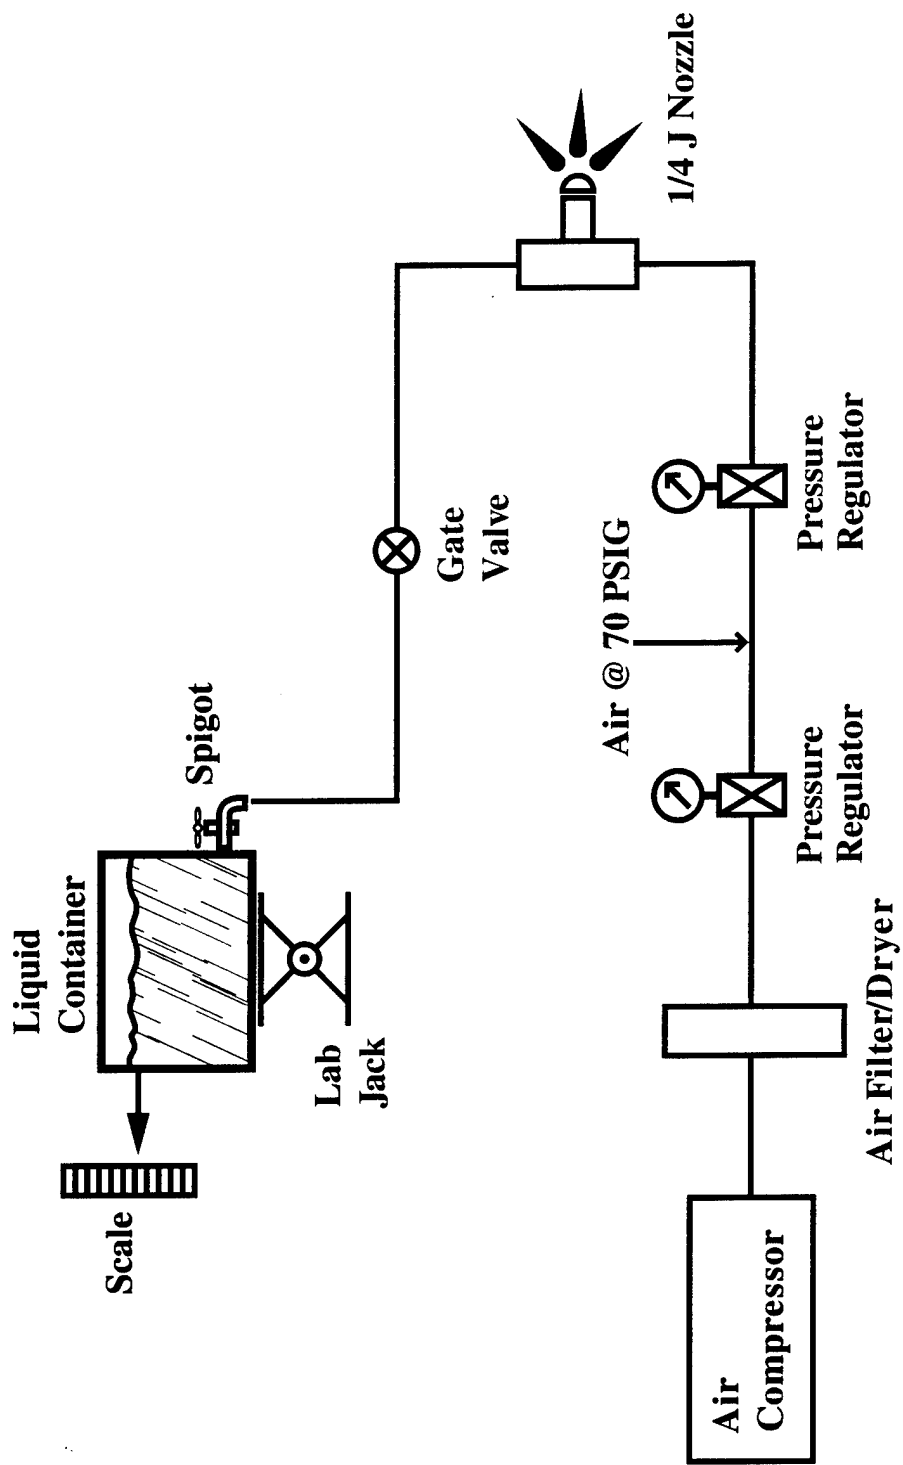 Liquid
Container
Scale
Lab
Jack
Spigot
Gate
Valve
1/4 J Nozzle
Air @ 70 PSIG
Pressure
Regulator
Pressure
Regulator
Air Filter/Dryer
Air
Compressor